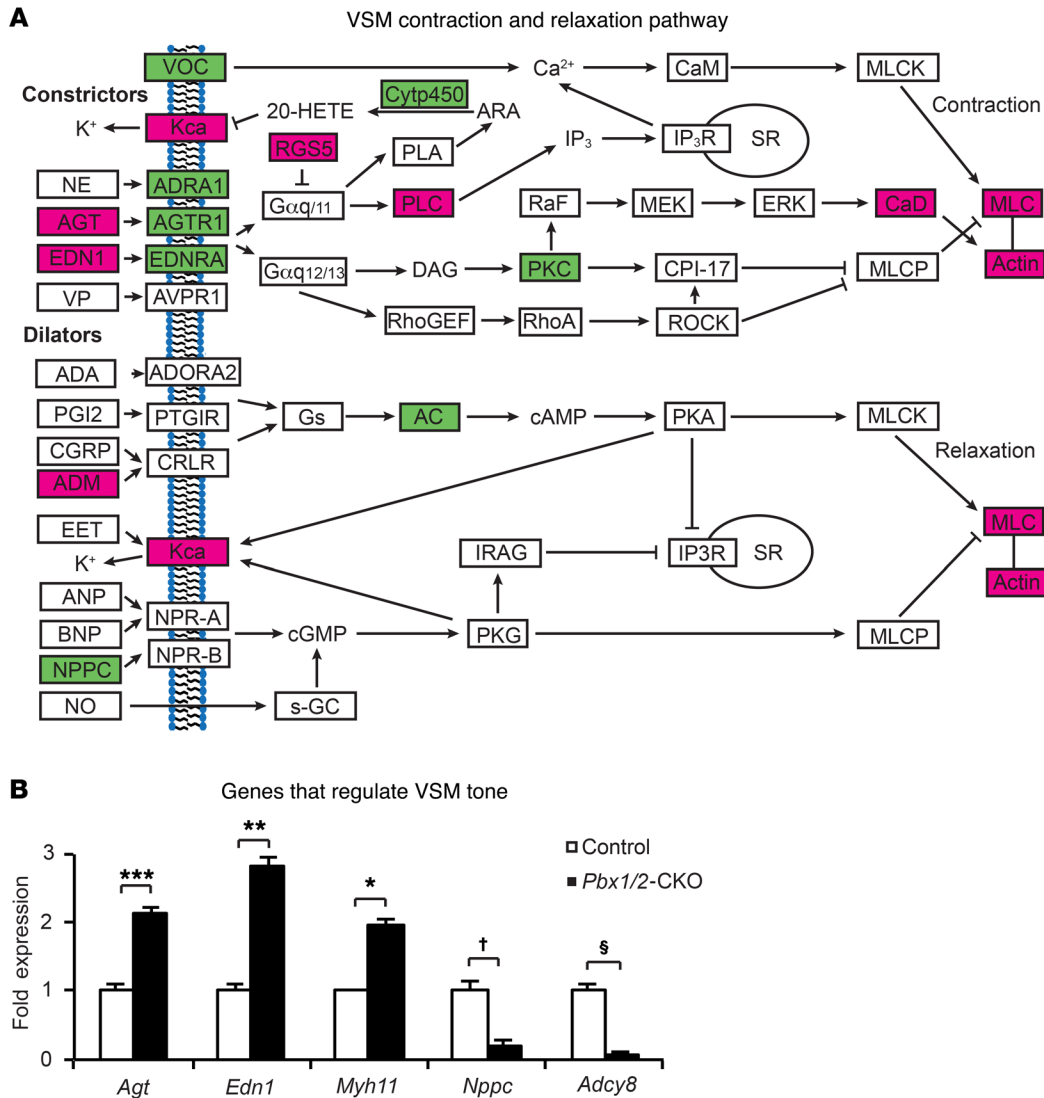 A
VSM contraction and relaxation pathway
VOC
Ca²⁺
CaM
MLCK
Constrictors
Cytp450
K⁺
Kca
20-HETE
ARA
Contraction
RGS5
PLA
IP₃
IP₃R
SR
NE
ADRA1
AGT
AGTR1
Gαq/11
PLC
RaF
MEK
ERK
CaD
MLC
EDN1
EDNRA
Gαq12/13
DAG
PKC
CPI-17
MLCP
Actin
VP
AVPR1
RhoGEF
RhoA
ROCK
Dilators
ADA
ADORA2
PGI2
PTGIR
Gs
AC
cAMP
PKA
MLCK
CGRP
CRLR
Relaxation
ADM
EET
MLC
K⁺
Kca
IRAG
IP3R
SR
Actin
ANP
NPR-A
BNP
cGMP
PKG
MLCP
NPPC
NPR-B
NO
s-GC
B
Genes that regulate VSM tone
Control
Pbx1/2-CKO
Fold expression
3
2
1
0
***
**
*
†
§
Agt
Edn1
Myh11
Nppc
Adcy8